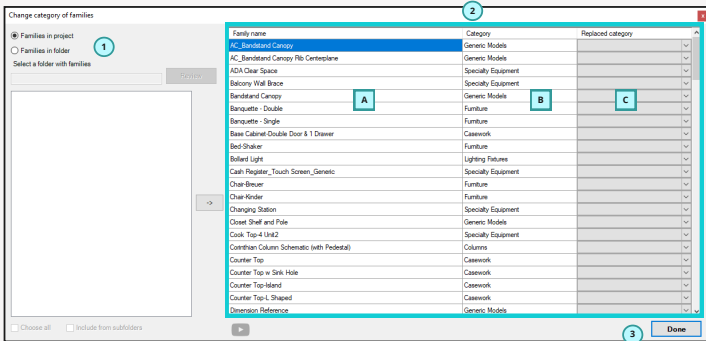 2
Change category of families
x
Families in project
Families in folder
1
Select a folder with families
->
Choose all
Include from subfolders
Family name Category Replaced category
AC_Bandstand Canopy Generic Models
AC_Bandstand Canopy Rib Centerplane Generic Models
ADA Clear Space Specialty Equipment
Balcony Wall Brace Specialty Equipment
Bandstand Canopy Generic Models
A B C
Banquette - Double Furniture
Banquette - Single Furniture
Base Cabinet-Double Door & 1 Drawer Casework
Bed-Shaker Furniture
Bollard Light Lighting Fixtures
Cash Register_Touch Screen_Generic Specialty Equipment
Chair-Breuer Furniture
Chair-Kinder Furniture
Changing Station Specialty Equipment
Closet Shelf and Pole Generic Models
Cook Top-4 Unit2 Specialty Equipment
Corinthian Column Schematic (with Pedestal) Columns
Counter Top Casework
Counter Top w Sink Hole Casework
Counter Top-Island Casework
Counter Top-L Shaped Casework
Dimension Reference Generic Models
3
Done